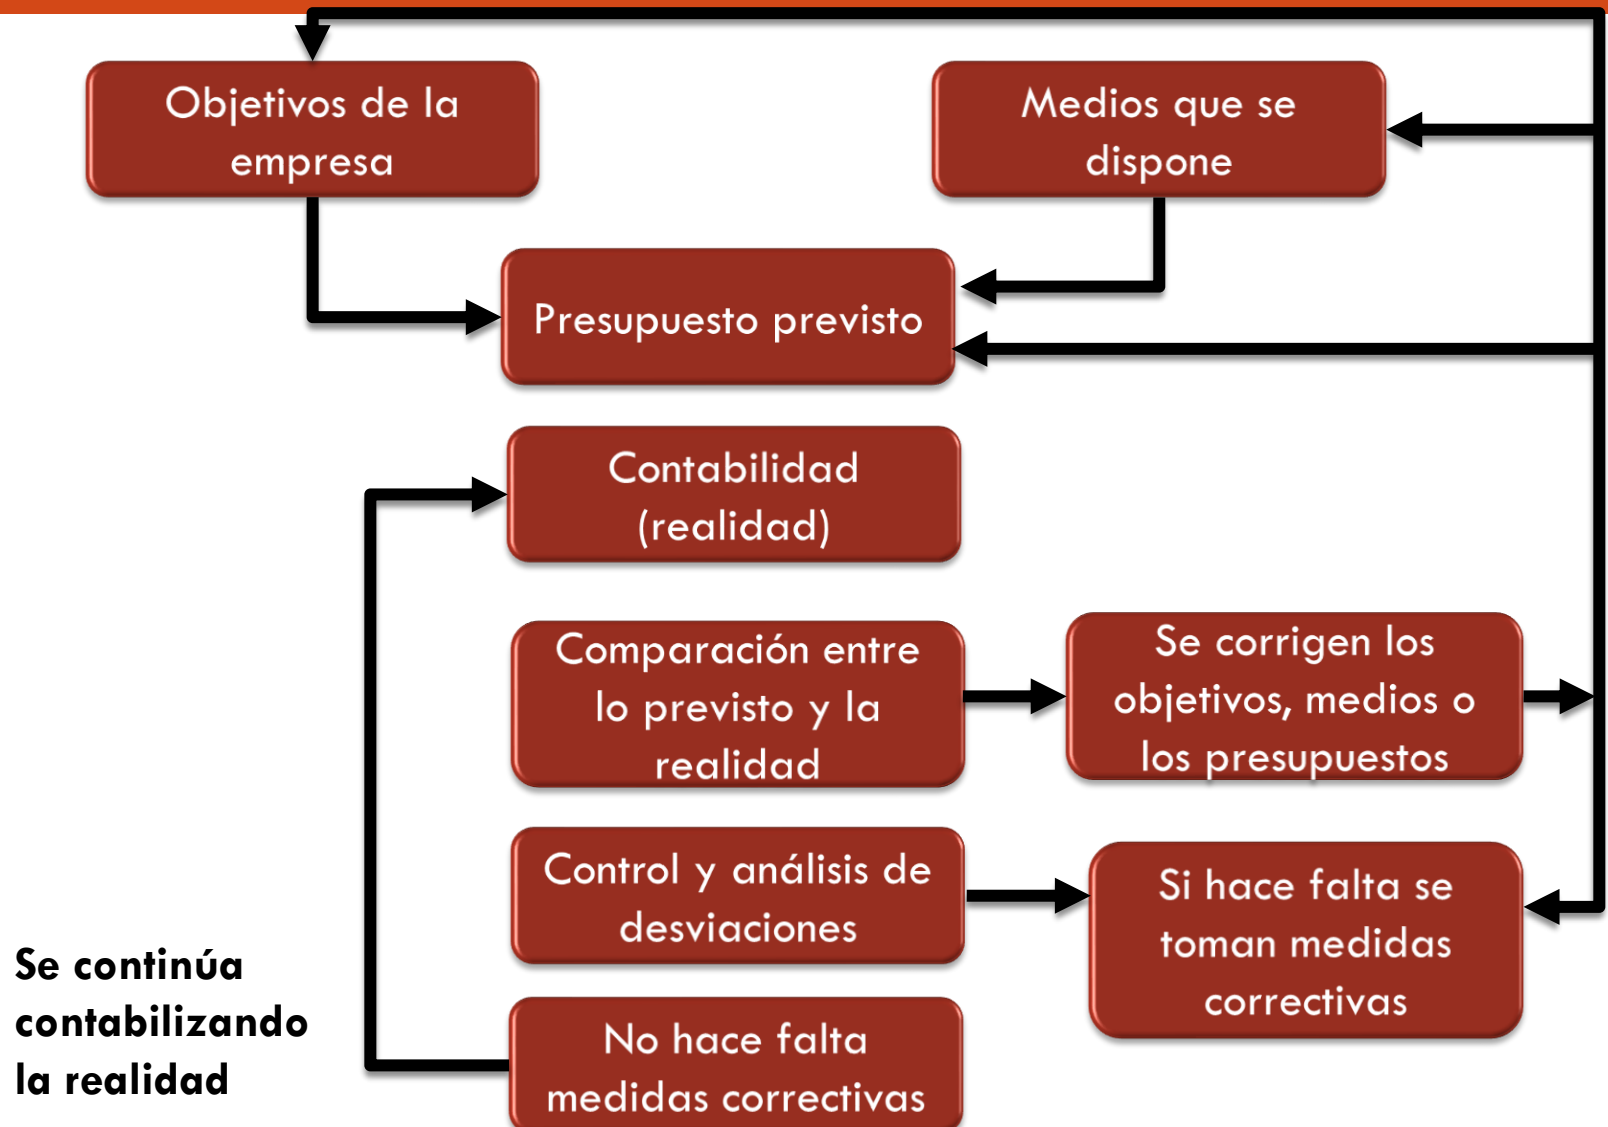 Objetivos de la
empresa
Medios que se
dispone
Presupuesto previsto
Contabilidad
(realidad)
Comparación entre
lo previsto y la
realidad
Se corrigen los
objetivos, medios o
los presupuestos
Control y análisis de
desviaciones
Si hace falta se
toman medidas
correctivas
Se continúa
contabilizando
la realidad
No hace falta
medidas correctivas